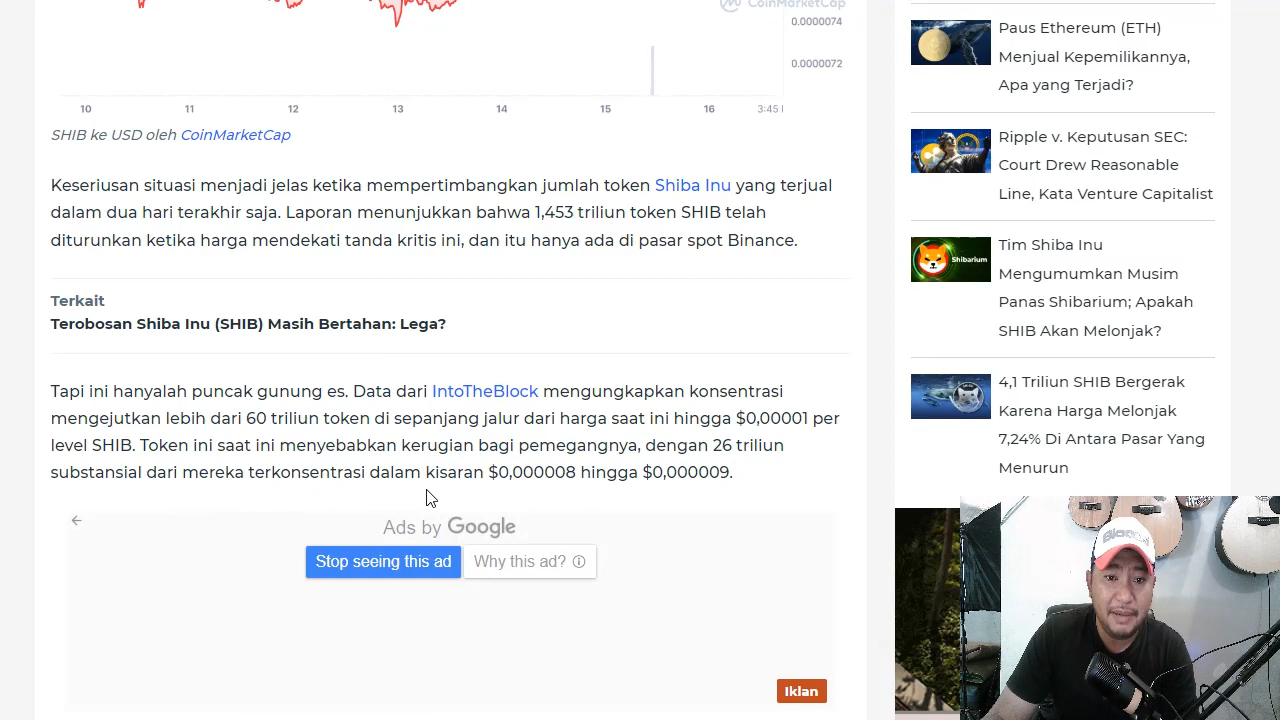 CoinMarketCap
0.0000074
0.0000072
10 11 12 13 14 15 16 3:45
SHIB ke USD oleh CoinMarketCap
Keseriusan situasi menjadi jelas ketika mempertimbangkan jumlah token Shiba Inu yang terjual
dalam dua hari terakhir saja. Laporan menunjukkan bahwa 1,453 triliun token SHIB telah
diturunkan ketika harga mendekati tanda kritis ini, dan itu hanya ada di pasar spot Binance.
Terkait
Terobosan Shiba Inu (SHIB) Masih Bertahan: Lega?
Tapi ini hanyalah puncak gunung es. Data dari IntoTheBlock mengungkapkan konsentrasi
mengejutkan lebih dari 60 triliun token di sepanjang jalur dari harga saat ini hingga $0,00001 per
level SHIB. Token ini saat ini menyebabkan kerugian bagi pemegangnya, dengan 26 triliun
substansial dari mereka terkonsentrasi dalam kisaran $0,000008 hingga $0,000009.
Ads by Google
Stop seeing this ad
Why this ad?
Iklan
Paus Ethereum (ETH)
Menjual Kepemilikannya,
Apa yang Terjadi?
Ripple v. Keputusan SEC:
Court Drew Reasonable
Line, Kata Venture Capitalist
Shibarium
Tim Shiba Inu
Mengumumkan Musim
Panas Shibarium; Apakah
SHIB Akan Melonjak?
4,1 Triliun SHIB Bergerak
Karena Harga Melonjak
7,24% Di Antara Pasar Yang
Menurun